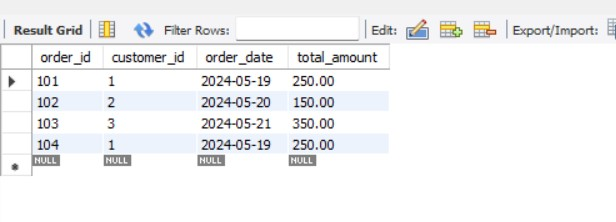 Result Grid Filter Rows: Edit: Export/Import:
order_id customer_id order_date total_amount
101 1 2024-05-19 250.00
102 2 2024-05-20 150.00
103 3 2024-05-21 350.00
104 1 2024-05-19 250.00
NULL NULL NULL NULL